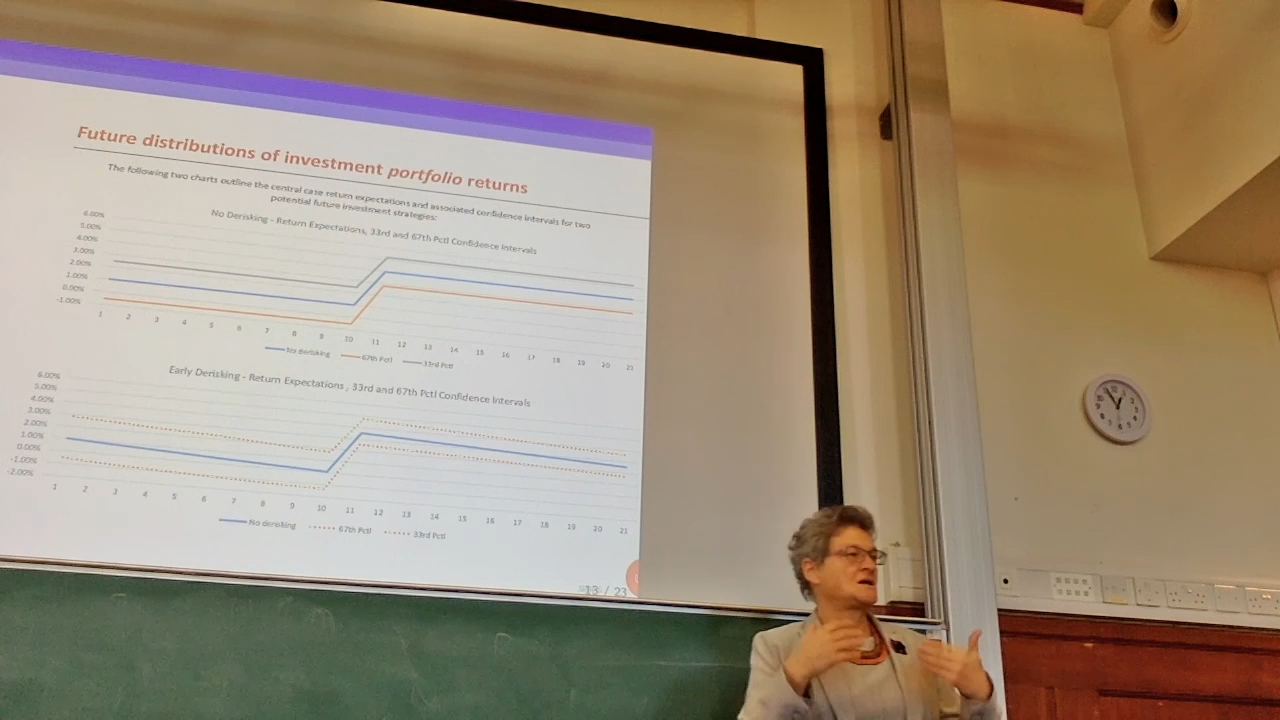 Future distributions of investment portfolio returns
The following two charts outline the central case return expectations and associated confidence intervals for two
potential future investment strategies:
No Derisking - Return Expectations, 33rd and 67th Pctl Confidence Intervals
6.00%
5.00%
4.00%
3.00%
2.00%
1.00%
0.00%
-1.00%
1 2 3 4 5 6 7 8 9 10 11 12 13 14 15 16 17 18 19 20 21
No derisking 67th Pctl 33rd Pctl
Early Derisking - Return Expectations , 33rd and 67th Pctl Confidence Intervals
6.00%
5.00%
4.00%
3.00%
2.00%
1.00%
0.00%
-1.00%
-2.00%
1 2 3 4 5 6 7 8 9 10 11 12 13 14 15 16 17 18 19 20 21
No derisking 67th Pctl 33rd Pctl
13 / 23